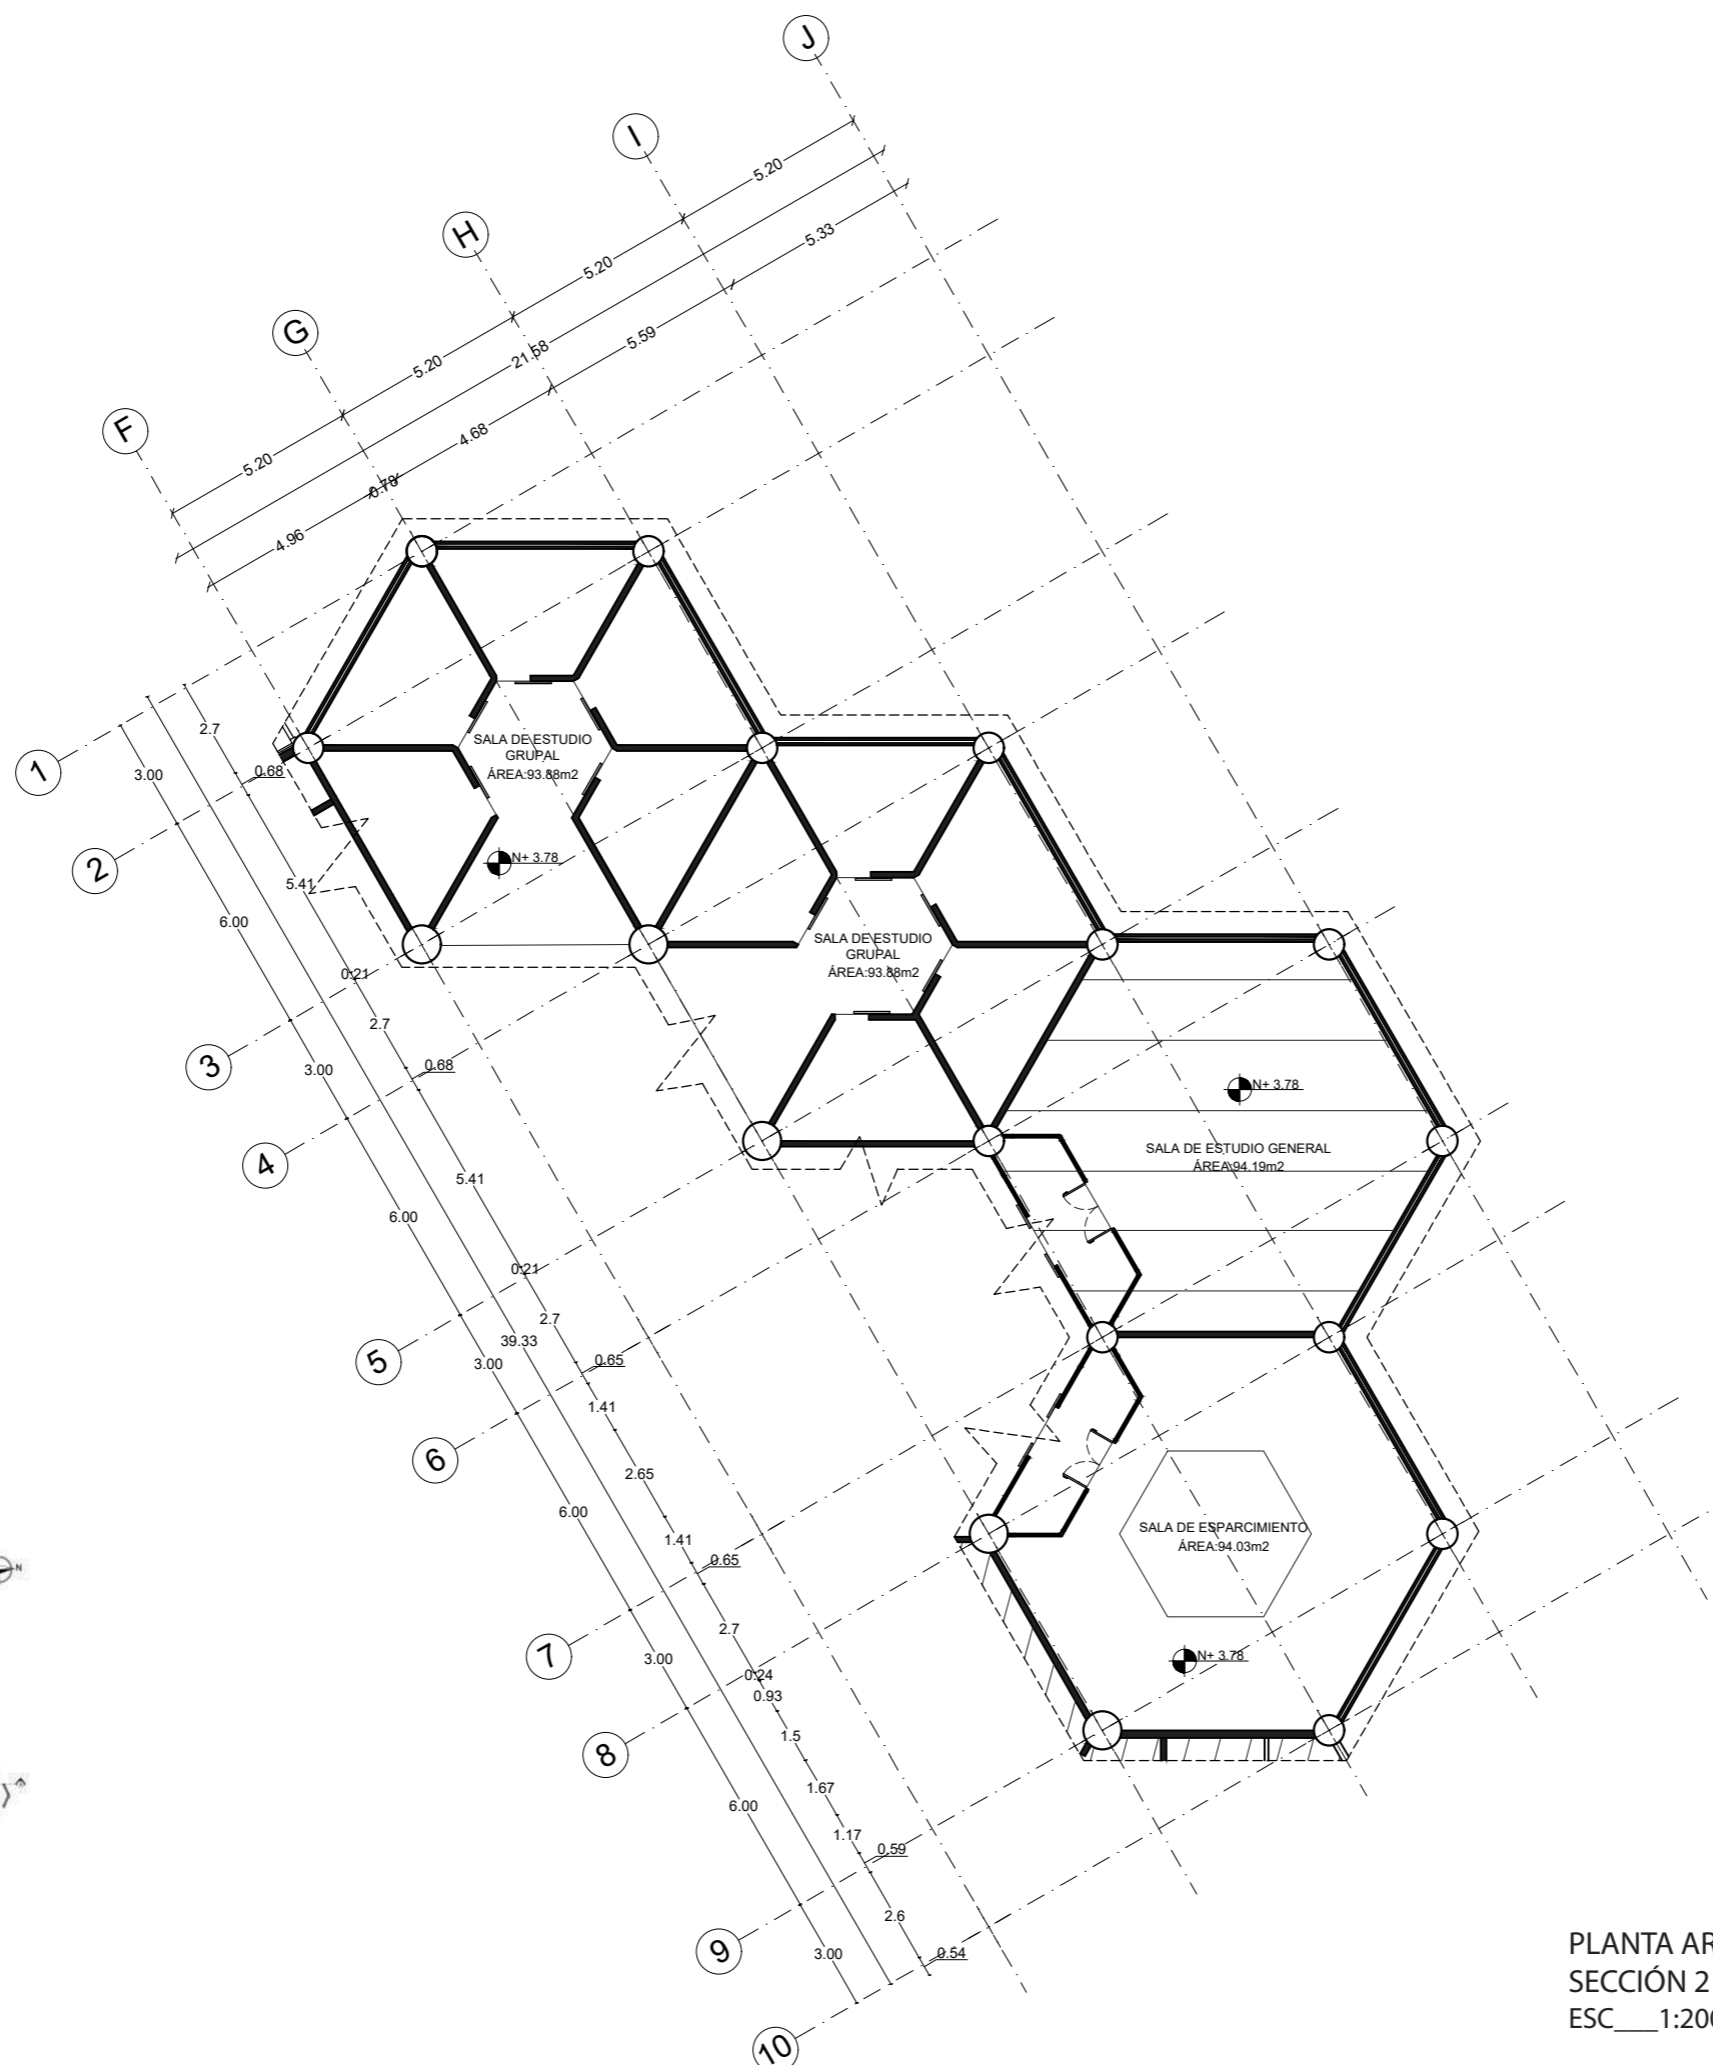 J
I
H
G
F
5.20
5.20
5.20
5.20
21.58
5.33
5.59
4.68
0.78
4.96
1
2
3
4
5
6
7
8
9
10
3.00
6.00
3.00
6.00
3.00
6.00
3.00
6.00
3.00
39.33
2.7
0.68
5.41
0.21
2.7
0.68
5.41
0.21
2.7
0.65
1.41
2.65
1.41
0.65
2.7
0.24
0.93
1.5
1.67
1.17
0.59
2.6
0.54
SALA DE ESTUDIO
GRUPAL
ÁREA:93.88m2
N+ 3.78
SALA DE ESTUDIO
GRUPAL
ÁREA:93.88m2
N+ 3.78
SALA DE ESTUDIO GENERAL
ÁREA:94.19m2
SALA DE ESPARCIMIENTO
ÁREA:94.03m2
N+ 3.78
N
PLANTA AR
SECCIÓN 2
ESC___1:200